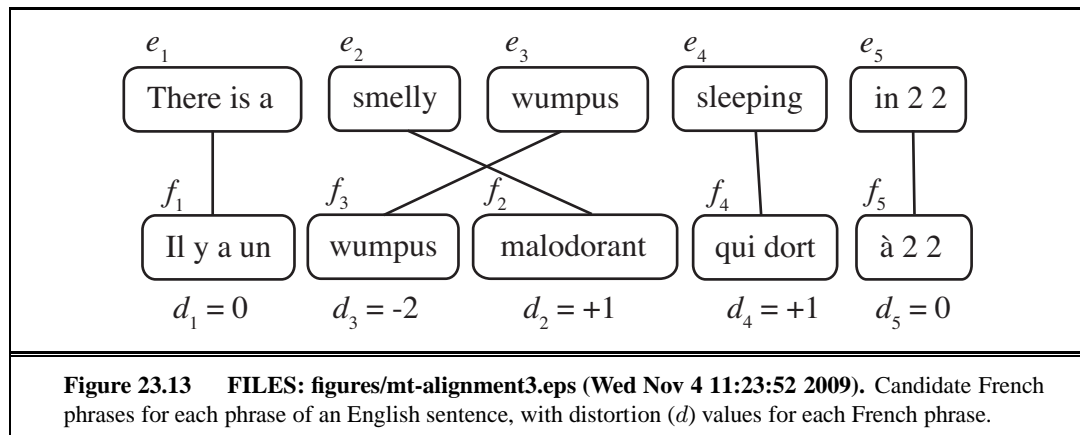 e₁ e₂ e₃ e₄ e₅
There is a smelly wumpus sleeping in 2 2
f₁ f₃ f₂ f₄ f₅
Il y a un wumpus malodorant qui dort à 2 2
d₁ = 0 d₃ = -2 d₂ = +1 d₄ = +1 d₅ = 0
Figure 23.13 FILES: figures/mt-alignment3.eps (Wed Nov 4 11:23:52 2009). Candidate French
phrases for each phrase of an English sentence, with distortion (d) values for each French phrase.